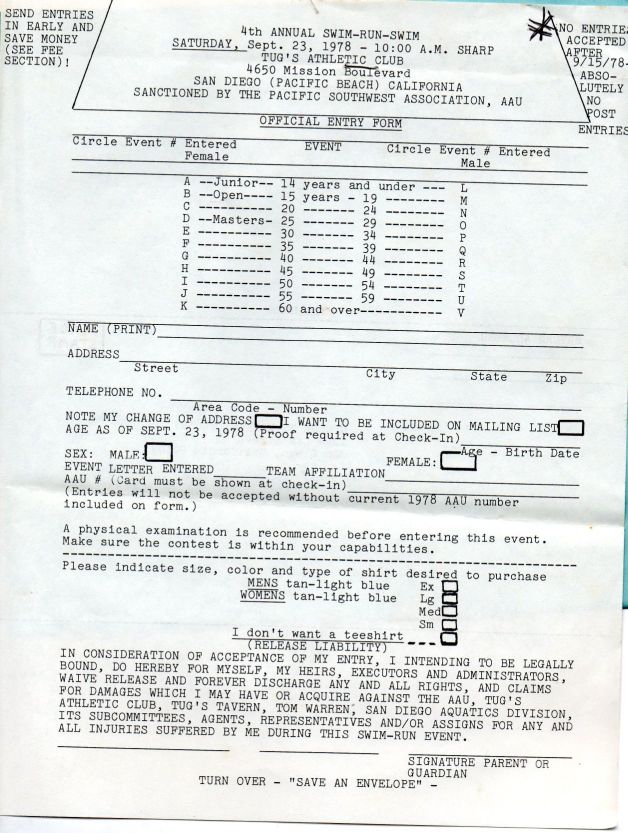 SEND ENTRIES
IN EARLY AND
SAVE MONEY
(SEE FEE
SECTION)!
4th ANNUAL SWIM-RUN-SWIM
SATURDAY, Sept. 23, 1978 - 10:00 A.M. SHARP
TUG'S ATHLETIC CLUB
4650 Mission Boulevard
SAN DIEGO (PACIFIC BEACH) CALIFORNIA
SANCTIONED BY THE PACIFIC SOUTHWEST ASSOCIATION, AAU
NO ENTRIES
ACCEPTED
AFTER
9/15/78-
ABSO-
LUTELY
NO
POST
ENTRIES
OFFICIAL ENTRY FORM
Circle Event # Entered EVENT Circle Event # Entered
Female Male
A --Junior-- 14 years and under --- L
B --Open---- 15 years - 19 -------- M
C ---------- 20 ------- 24 -------- N
D --Masters- 25 ------- 29 -------- O
E ---------- 30 ------- 34 -------- P
F ---------- 35 ------- 39 -------- Q
G ---------- 40 ------- 44 -------- R
H ---------- 45 ------- 49 -------- S
I ---------- 50 ------- 54 -------- T
J ---------- 55 ------- 59 -------- U
K ---------- 60 and over----------- V
NAME (PRINT)
ADDRESS
Street City State Zip
TELEPHONE NO.
Area Code - Number
NOTE MY CHANGE OF ADDRESS I WANT TO BE INCLUDED ON MAILING LIST
AGE AS OF SEPT. 23, 1978 (Proof required at Check-In)
Age - Birth Date
SEX: MALE: FEMALE:
EVENT LETTER ENTERED TEAM AFFILIATION
AAU # (Card must be shown at check-in)
(Entries will not be accepted without current 1978 AAU number
included on form.)
A physical examination is recommended before entering this event.
Make sure the contest is within your capabilities.
Please indicate size, color and type of shirt desired to purchase
MENS tan-light blue Ex
WOMENS tan-light blue Lg
Med
Sm
I don't want a teeshirt ----
(RELEASE LIABILITY)
IN CONSIDERATION OF ACCEPTANCE OF MY ENTRY, I INTENDING TO BE LEGALLY
BOUND, DO HEREBY FOR MYSELF, MY HEIRS, EXECUTORS AND ADMINISTRATORS,
WAIVE RELEASE AND FOREVER DISCHARGE ANY AND ALL RIGHTS, AND CLAIMS
FOR DAMAGES WHICH I MAY HAVE OR ACQUIRE AGAINST THE AAU, TUG'S
ATHLETIC CLUB, TUG'S TAVERN, TOM WARREN, SAN DIEGO AQUATICS DIVISION,
ITS SUBCOMMITTEES, AGENTS, REPRESENTATIVES AND/OR ASSIGNS FOR ANY AND
ALL INJURIES SUFFERED BY ME DURING THIS SWIM-RUN EVENT.
SIGNATURE PARENT OR
GUARDIAN
TURN OVER - "SAVE AN ENVELOPE" -